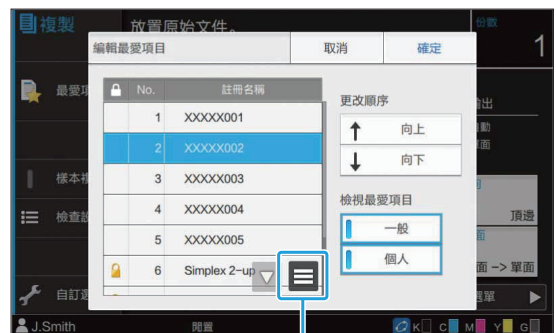 複製
放置原始文件。
份數
1
編輯最愛項目
取消
確定
最愛項
No.
註冊名稱
1 XXXXX001
2 XXXXX002
3 XXXXX003
4 XXXXX004
5 XXXXX005
6 Simplex 2-up
更改順序
向上
向下
檢視最愛項目
一般
個人
樣本複
檢查設
自訂選
頂邊
面 -> 單面
選單
J.Smith
閒置
K C M Y G